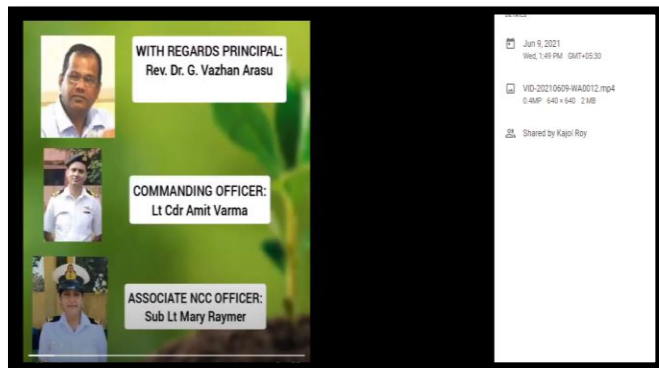 WITH REGARDS PRINCIPAL:
Rev. Dr. G. Vazhan Arasu
COMMANDING OFFICER:
Lt Cdr Amit Varma
ASSOCIATE NCC OFFICER:
Sub Lt Mary Raymer
DETAILS
Jun 9, 2021
Wed, 1:49 PM GMT+05:30
VID-20210609-WA0012.mp4
0.4MP 640 × 640 2 MB
Shared by Kajol Roy